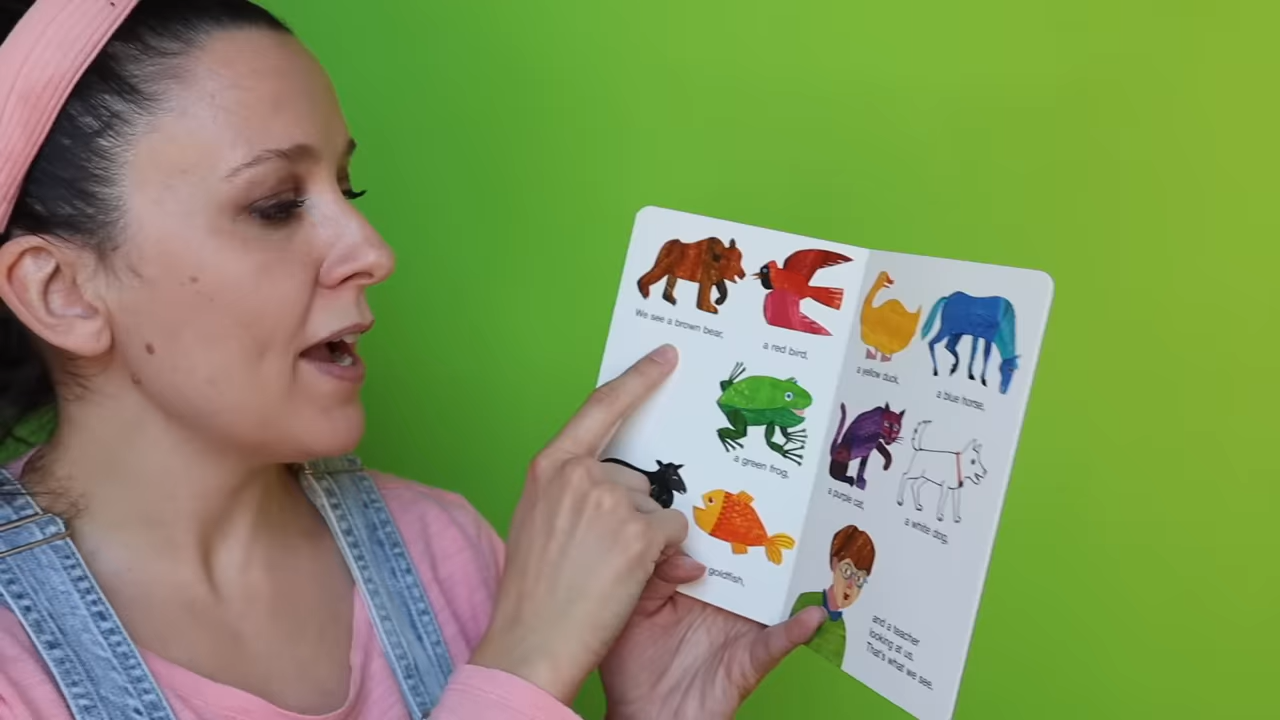 We see a brown bear,
a red bird,
a yellow duck,
a blue horse,
a green frog,
a purple cat,
a white dog,
goldfish,
and a teacher
looking at us.
That's what we see.